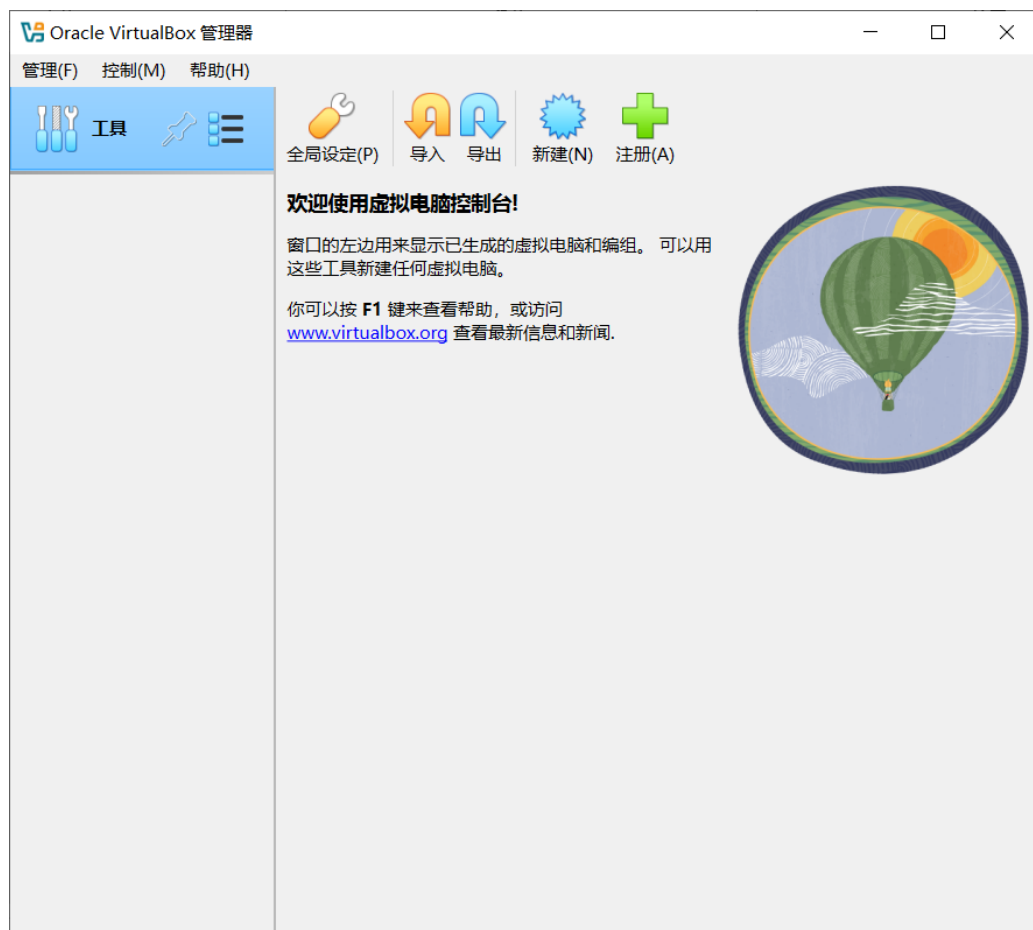 Oracle VirtualBox 管理器
管理(F) 控制(M) 帮助(H)
工具
全局设定(P) 导入 导出 新建(N) 注册(A)
欢迎使用虚拟电脑控制台!
窗口的左边用来显示已生成的虚拟电脑和编组。 可以用
这些工具新建任何虚拟电脑。
你可以按 F1 键来查看帮助，或访问
www.virtualbox.org 查看最新信息和新闻.